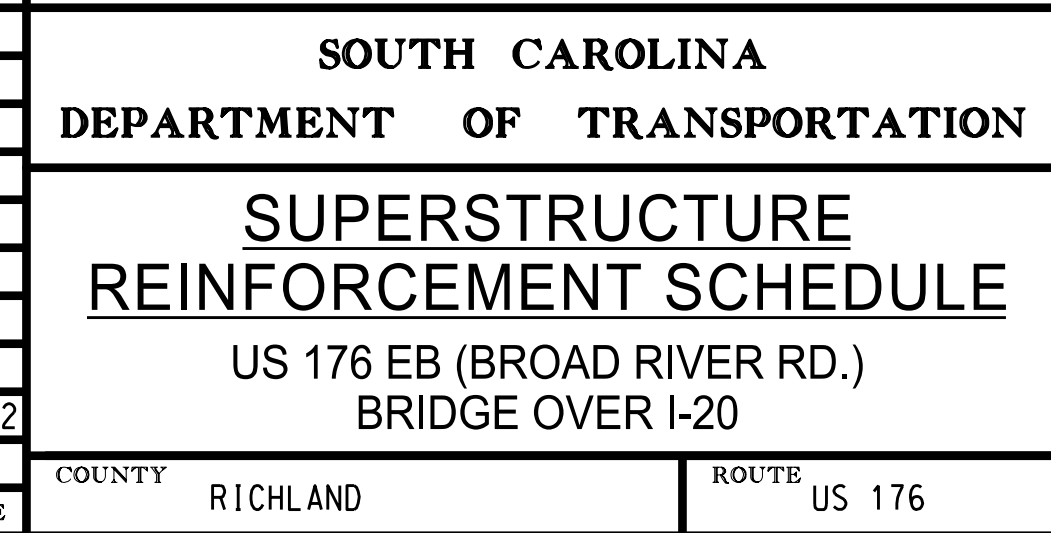 SOUTH CAROLINA
DEPARTMENT OF TRANSPORTATION
SUPERSTRUCTURE
REINFORCEMENT SCHEDULE
US 176 EB (BROAD RIVER RD.)
BRIDGE OVER I-20
2
COUNTY RICHLAND ROUTE US 176
E